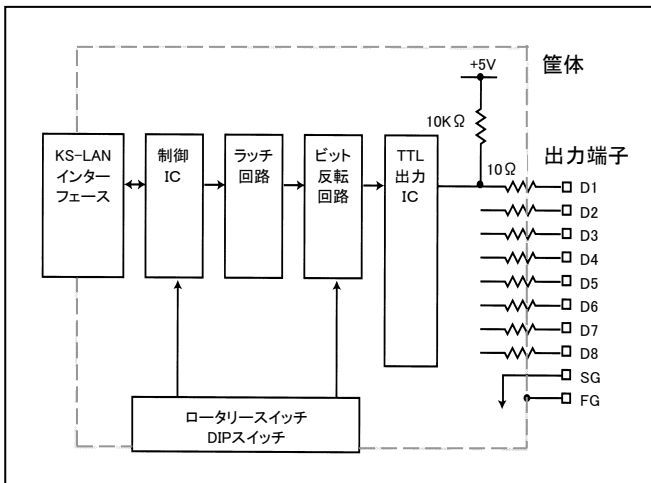 筐体
+5V
10KΩ
出力端子
10Ω
KS-LAN
インター
フェース
制御
IC
ラッチ
回路
ビット
反転
回路
TTL
出力
IC
D1
D2
D3
D4
D5
D6
D7
D8
SG
FG
ロータリースイッチ
DIPスイッチ